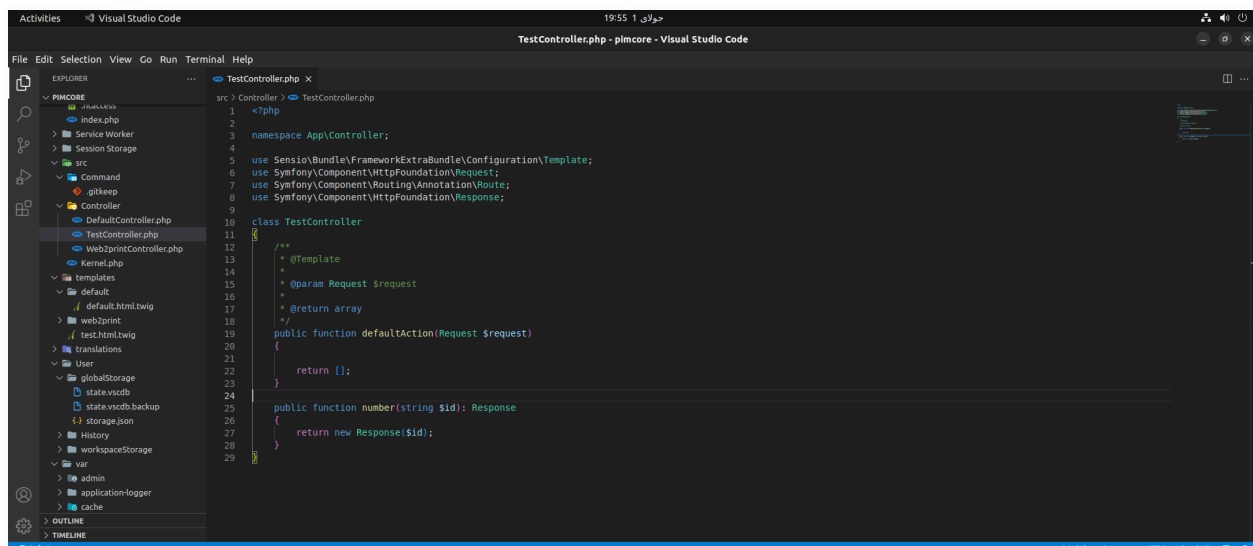 Activities Visual Studio Code 19:55 1 جولای
TestController.php - pimcore - Visual Studio Code
File Edit Selection View Go Run Terminal Help
EXPLORER
PIMCORE
.htaccess
index.php
Service Worker
Session Storage
src
Command
.gitkeep
Controller
DefaultController.php
TestController.php
Web2printController.php
Kernel.php
templates
default
default.html.twig
web2print
test.html.twig
translations
User
globalStorage
state.vscdb
state.vscdb.backup
storage.json
History
workspaceStorage
var
admin
application-logger
cache
OUTLINE
TIMELINE
TestController.php
src > Controller > TestController.php
1 <?php
2
3 namespace App\Controller;
4
5 use Sensio\Bundle\FrameworkExtraBundle\Configuration\Template;
6 use Symfony\Component\HttpFoundation\Request;
7 use Symfony\Component\Routing\Annotation\Route;
8 use Symfony\Component\HttpFoundation\Response;
9
10 class TestController
11 {
12 /**
13 * @Template
14 *
15 * @param Request $request
16 *
17 * @return array
18 */
19 public function defaultAction(Request $request)
20 {
21
22 return [];
23 }
24
25 public function number(string $id): Response
26 {
27 return new Response($id);
28 }
29 }